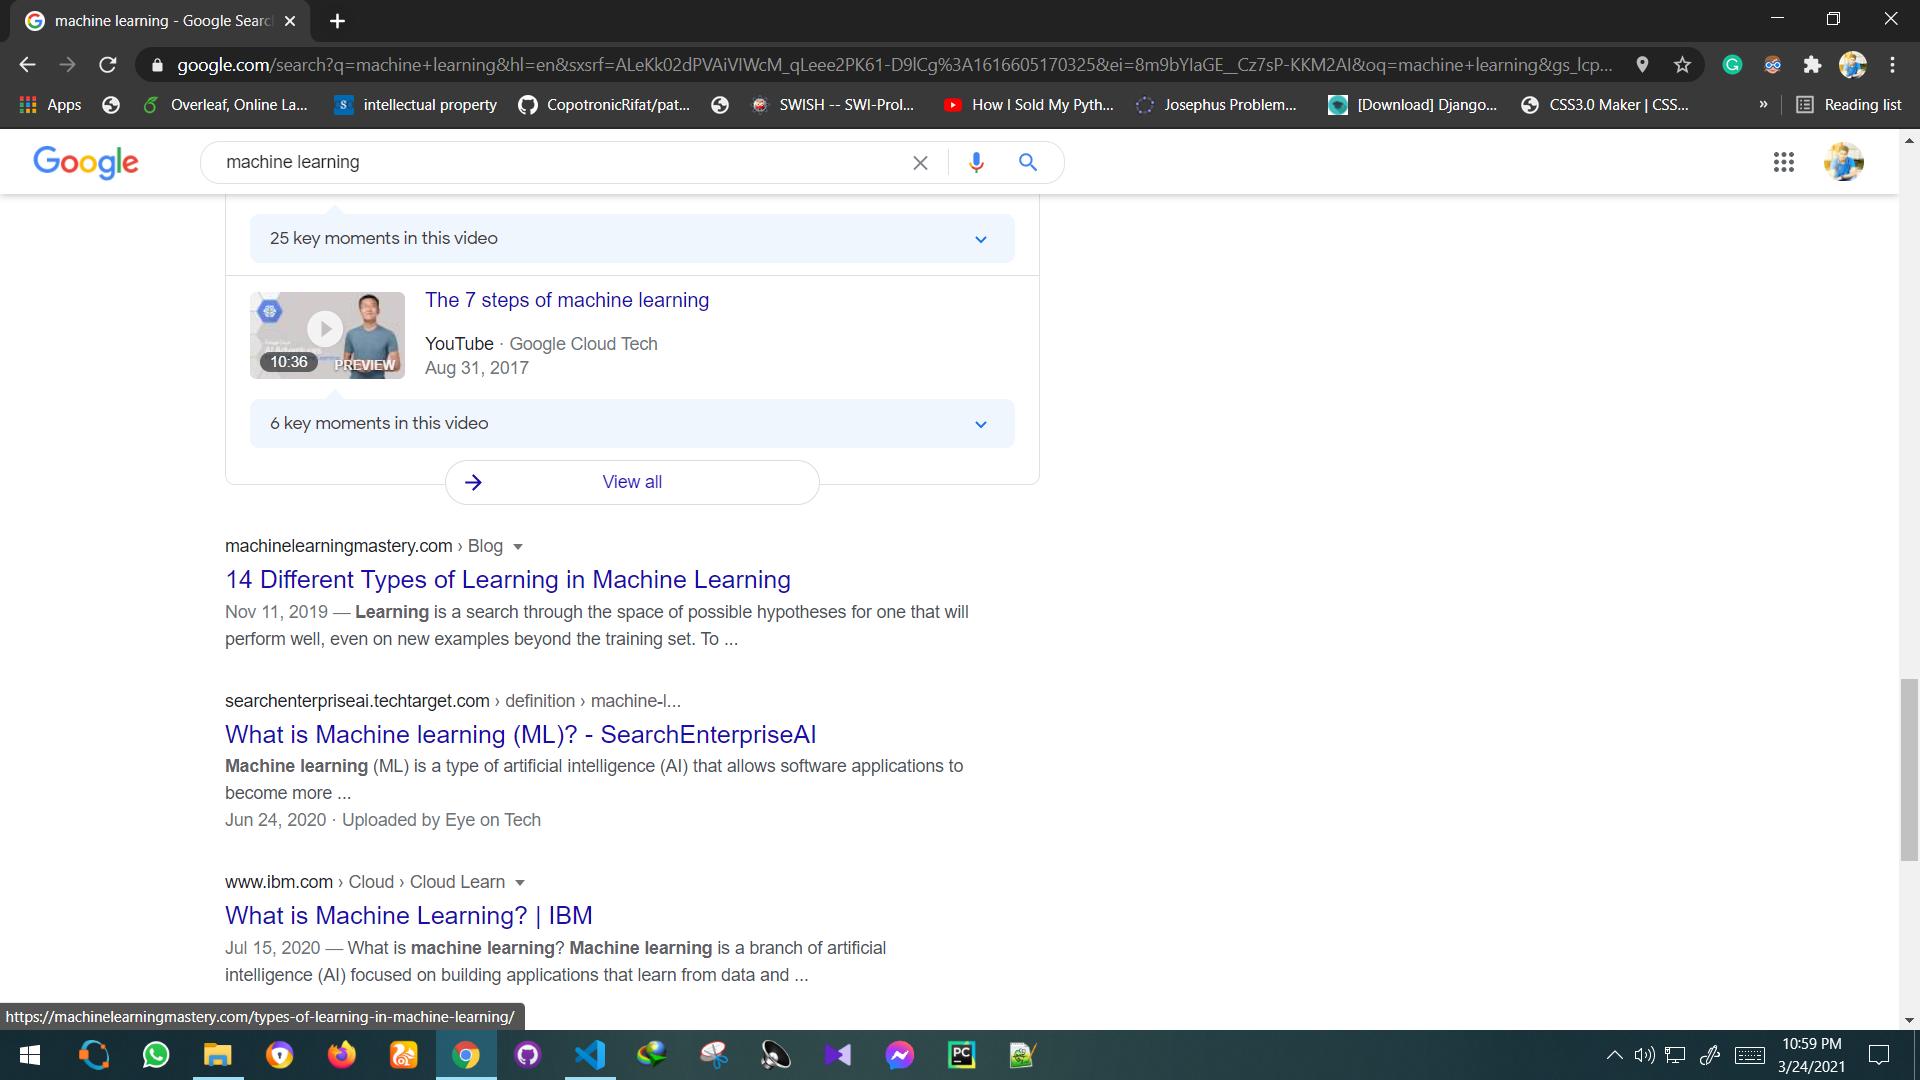 machine learning - Google Searc
google.com/search?q=machine+learning&hl=en&sxsrf=ALeKk02dPVAiVIWcM_qLeee2PK61-D9lCg%3A1616605170325&ei=8m9bYIaGE__Cz7sP-KKM2AI&oq=machine+learning&gs_lcp...
Apps Overleaf, Online La... intellectual property CopotronicRifat/pat... SWISH -- SWI-Prol... How I Sold My Pyth... Josephus Problem... [Download] Django... CSS3.0 Maker | CSS... » Reading list
Google machine learning
25 key moments in this video
The 7 steps of machine learning
YouTube · Google Cloud Tech
10:36 PREVIEW Aug 31, 2017
6 key moments in this video
View all
machinelearningmastery.com › Blog
14 Different Types of Learning in Machine Learning
Nov 11, 2019 — Learning is a search through the space of possible hypotheses for one that will
perform well, even on new examples beyond the training set. To ...
searchenterpriseai.techtarget.com › definition › machine-l...
What is Machine learning (ML)? - SearchEnterpriseAI
Machine learning (ML) is a type of artificial intelligence (AI) that allows software applications to
become more ...
Jun 24, 2020 · Uploaded by Eye on Tech
www.ibm.com › Cloud › Cloud Learn
What is Machine Learning? | IBM
Jul 15, 2020 — What is machine learning? Machine learning is a branch of artificial
intelligence (AI) focused on building applications that learn from data and ...
https://machinelearningmastery.com/types-of-learning-in-machine-learning/
10:59 PM
3/24/2021